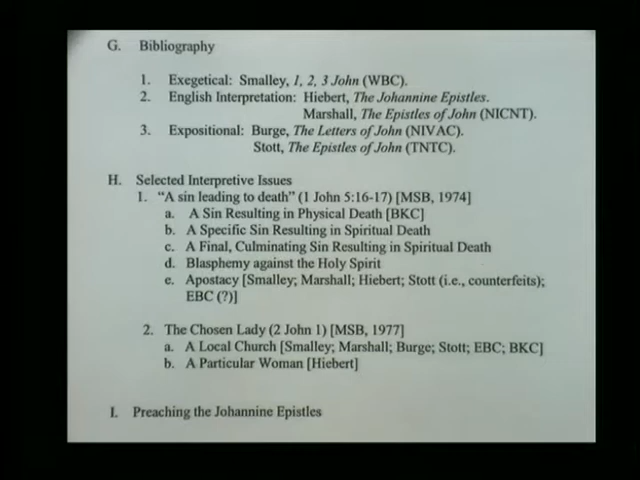 G. Bibliography
1. Exegetical: Smalley, 1, 2, 3 John (WBC).
2. English Interpretation: Hiebert, The Johannine Epistles.
Marshall, The Epistles of John (NICNT).
3. Expositional: Burge, The Letters of John (NIVAC).
Stott, The Epistles of John (TNTC).
H. Selected Interpretive Issues
1. “A sin leading to death” (1 John 5:16-17) [MSB, 1974]
a. A Sin Resulting in Physical Death [BKC]
b. A Specific Sin Resulting in Spiritual Death
c. A Final, Culminating Sin Resulting in Spiritual Death
d. Blasphemy against the Holy Spirit
e. Apostacy [Smalley; Marshall; Hiebert; Stott (i.e., counterfeits);
EBC (?)]
2. The Chosen Lady (2 John 1) [MSB, 1977]
a. A Local Church [Smalley; Marshall; Burge; Stott; EBC; BKC]
b. A Particular Woman [Hiebert]
I. Preaching the Johannine Epistles